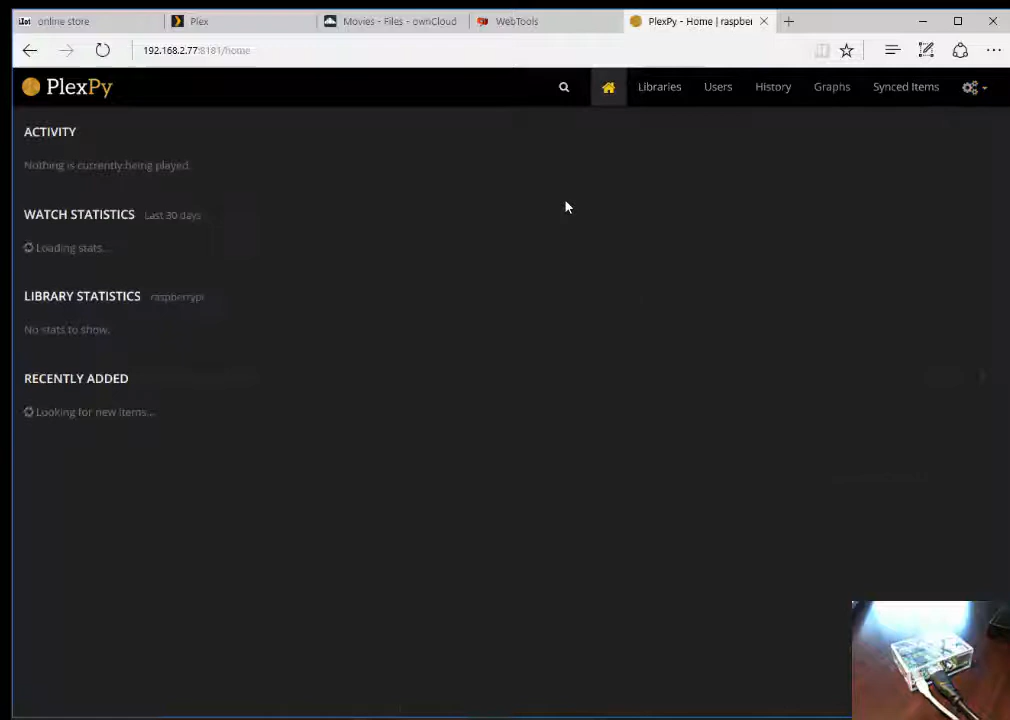 online store
Plex
Movies - Files - ownCloud
WebTools
PlexPy - Home | raspber
192.168.2.77:8181/home
PlexPy
Libraries
Users
History
Graphs
Synced Items
ACTIVITY
Nothing is currently being played.
WATCH STATISTICS Last 30 days
Loading stats...
LIBRARY STATISTICS raspberrypi
No stats to show.
RECENTLY ADDED
Looking for new items...